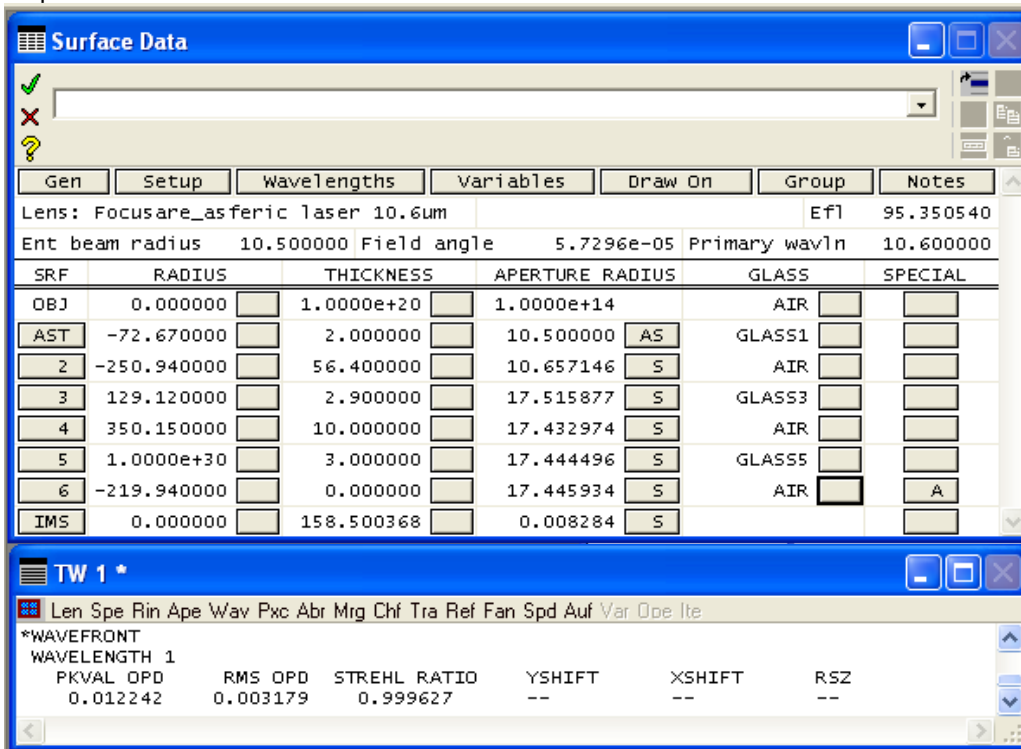 Surface Data
Gen Setup Wavelengths Variables Draw On Group Notes
Lens: Focusare_asferic laser 10.6um Efl 95.350540
Ent beam radius 10.500000 Field angle 5.7296e-05 Primary wavln 10.600000
SRF RADIUS THICKNESS APERTURE RADIUS GLASS SPECIAL
OBJ 0.000000 1.0000e+20 1.0000e+14 AIR
AST -72.670000 2.000000 10.500000 AS GLASS1
2 -250.940000 56.400000 10.657146 S AIR
3 129.120000 2.900000 17.515877 S GLASS3
4 350.150000 10.000000 17.432974 S AIR
5 1.0000e+30 3.000000 17.444496 S GLASS5
6 -219.940000 0.000000 17.445934 S AIR A
IMS 0.000000 158.500368 0.008284 S
TW 1 *
Len Spe Rin Ape Wav Pxc Abr Mrg Chf Tra Ref Fan Spd Auf Var Ope Ite
*WAVEFRONT
WAVELENGTH 1
PKVAL OPD RMS OPD STREHL RATIO YSHIFT XSHIFT RSZ
0.012242 0.003179 0.999627 -- -- --